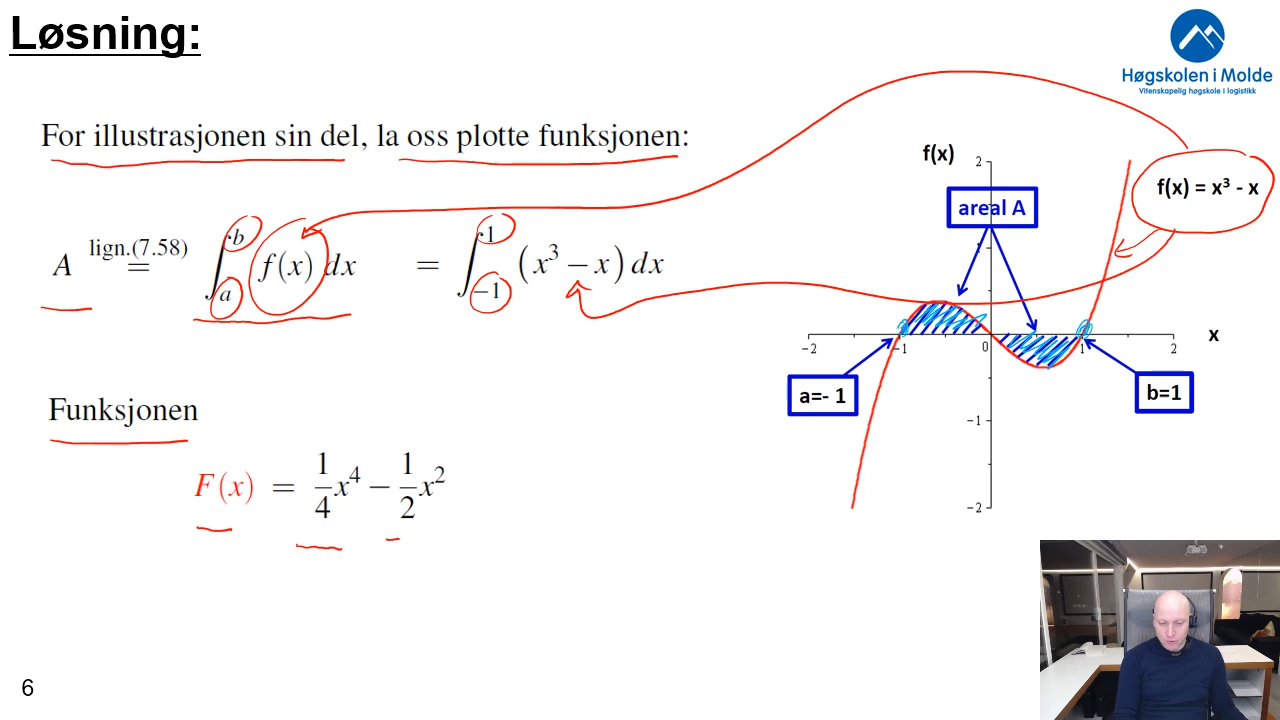 Løsning:
Høgskolen i Molde
Vitenskapelig høgskole i logistikk
For illustrasjonen sin del, la oss plotte funksjonen:
A lign.(7.58) = ∫_a^b f(x) dx = ∫_{-1}^{1} (x³ − x) dx
Funksjonen
F(x) = 1/4 x⁴ − 1/2 x²
f(x)
2
f(x) = x³ - x
areal A
1
x
−2
−1
0
1
2
a=- 1
b=1
−1
−2
6